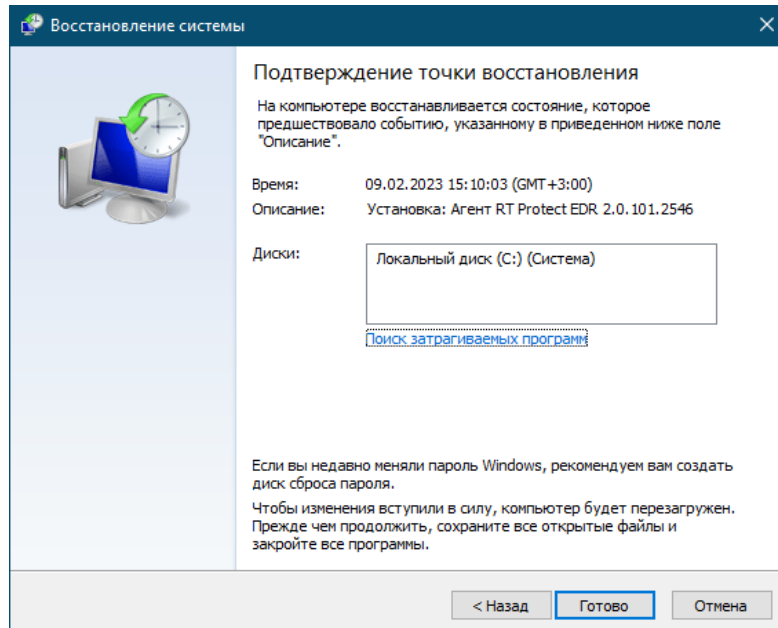 Восстановление системы
Подтверждение точки восстановления
На компьютере восстанавливается состояние, которое
предшествовало событию, указанному в приведенном ниже поле
"Описание".
Время: 09.02.2023 15:10:03 (GMT+3:00)
Описание: Установка: Агент RT Protect EDR 2.0.101.2546
Диски: Локальный диск (C:) (Система)
Поиск затрагиваемых программ
Если вы недавно меняли пароль Windows, рекомендуем вам создать
диск сброса пароля.
Чтобы изменения вступили в силу, компьютер будет перезагружен.
Прежде чем продолжить, сохраните все открытые файлы и
закройте все программы.
< Назад Готово Отмена